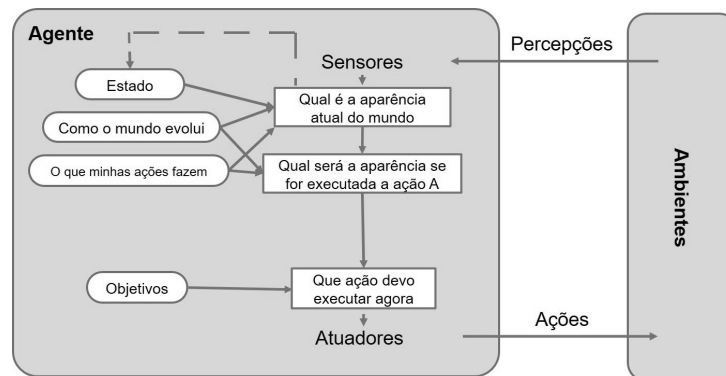 Agente
Sensores
Percepções
Estado
Qual é a aparência
atual do mundo
Como o mundo evolui
O que minhas ações fazem
Qual será a aparência se
for executada a ação A
Ambientes
Objetivos
Que ação devo
executar agora
Atuadores
Ações